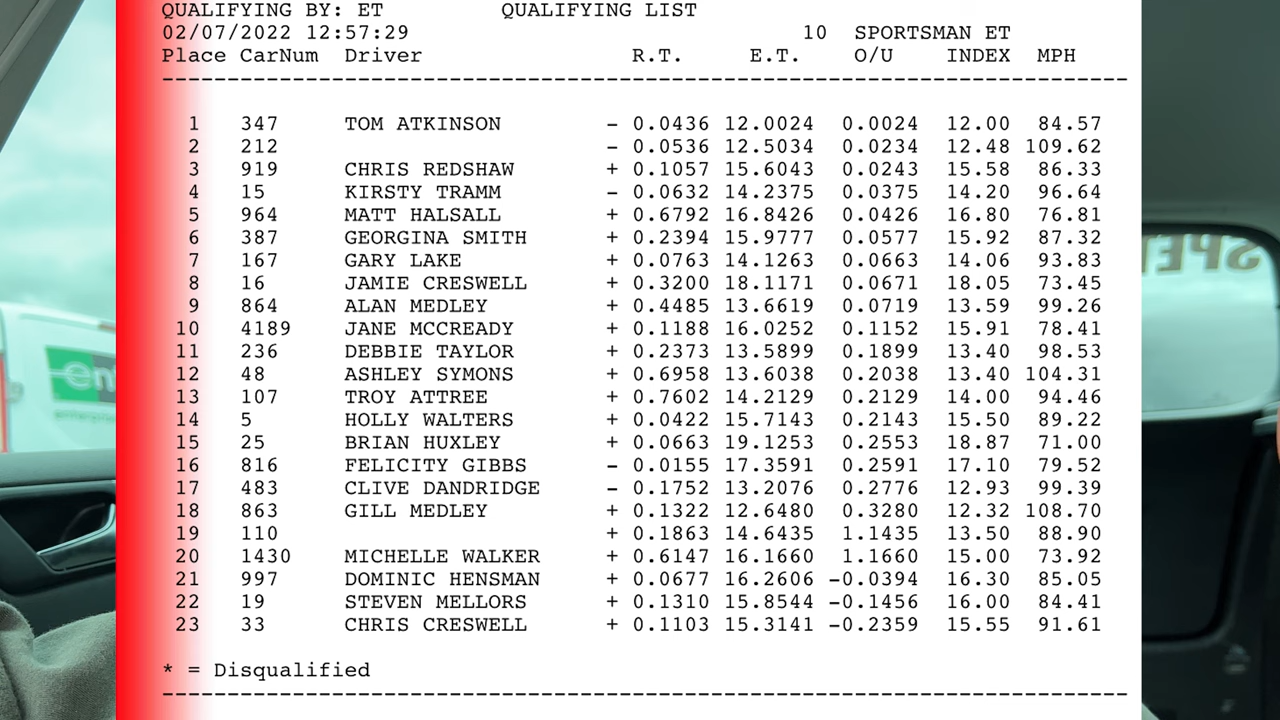 QUALIFYING BY: ET QUALIFYING LIST
02/07/2022 12:57:29 10 SPORTSMAN ET
Place CarNum Driver R.T. E.T. O/U INDEX MPH
1 347 TOM ATKINSON - 0.0436 12.0024 0.0024 12.00 84.57
2 212 - 0.0536 12.5034 0.0234 12.48 109.62
3 919 CHRIS REDSHAW + 0.1057 15.6043 0.0243 15.58 86.33
4 15 KIRSTY TRAMM - 0.0632 14.2375 0.0375 14.20 96.64
5 964 MATT HALSALL + 0.6792 16.8426 0.0426 16.80 76.81
6 387 GEORGINA SMITH + 0.2394 15.9777 0.0577 15.92 87.32
7 167 GARY LAKE + 0.0763 14.1263 0.0663 14.06 93.83
8 16 JAMIE CRESWELL + 0.3200 18.1171 0.0671 18.05 73.45
9 864 ALAN MEDLEY + 0.4485 13.6619 0.0719 13.59 99.26
10 4189 JANE MCCREADY + 0.1188 16.0252 0.1152 15.91 78.41
11 236 DEBBIE TAYLOR + 0.2373 13.5899 0.1899 13.40 98.53
12 48 ASHLEY SYMONS + 0.6958 13.6038 0.2038 13.40 104.31
13 107 TROY ATTREE + 0.7602 14.2129 0.2129 14.00 94.46
14 5 HOLLY WALTERS + 0.0422 15.7143 0.2143 15.50 89.22
15 25 BRIAN HUXLEY + 0.0663 19.1253 0.2553 18.87 71.00
16 816 FELICITY GIBBS - 0.0155 17.3591 0.2591 17.10 79.52
17 483 CLIVE DANDRIDGE - 0.1752 13.2076 0.2776 12.93 99.39
18 863 GILL MEDLEY + 0.1322 12.6480 0.3280 12.32 108.70
19 110 + 0.1863 14.6435 1.1435 13.50 88.90
20 1430 MICHELLE WALKER + 0.6147 16.1660 1.1660 15.00 73.92
21 997 DOMINIC HENSMAN + 0.0677 16.2606 -0.0394 16.30 85.05
22 19 STEVEN MELLORS + 0.1310 15.8544 -0.1456 16.00 84.41
23 33 CHRIS CRESWELL + 0.1103 15.3141 -0.2359 15.55 91.61
* = Disqualified